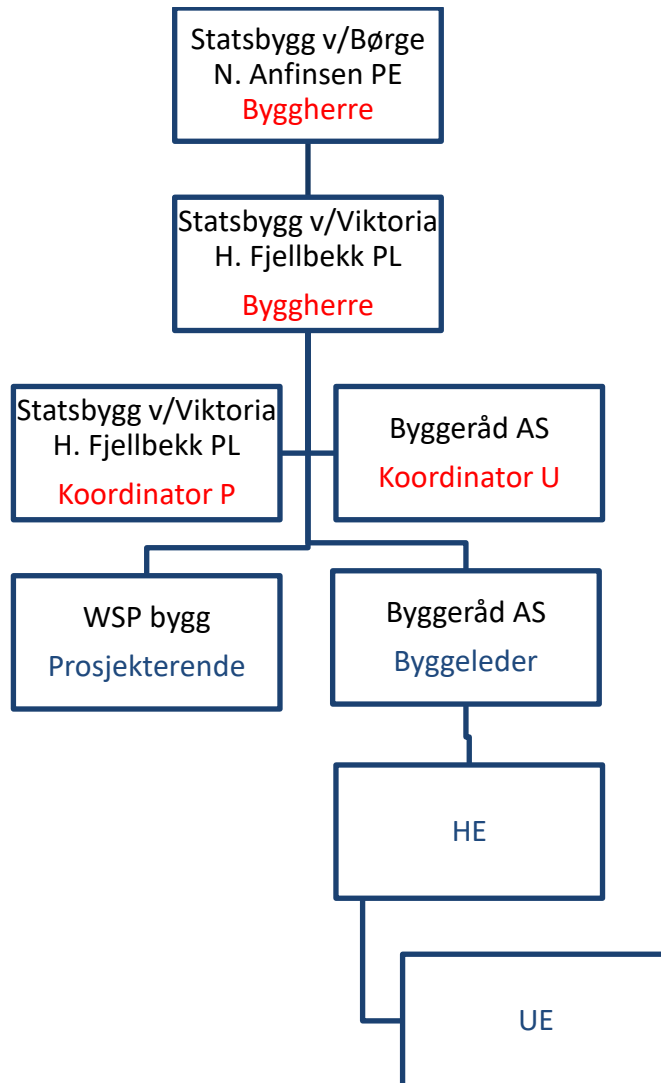 Statsbygg v/Børge
N. Anfinsen PE
Byggherre
Statsbygg v/Viktoria
H. Fjellbekk PL
Byggherre
Statsbygg v/Viktoria
H. Fjellbekk PL
Koordinator P
Byggeråd AS
Koordinator U
WSP bygg
Prosjekterende
Byggeråd AS
Byggeleder
HE
UE